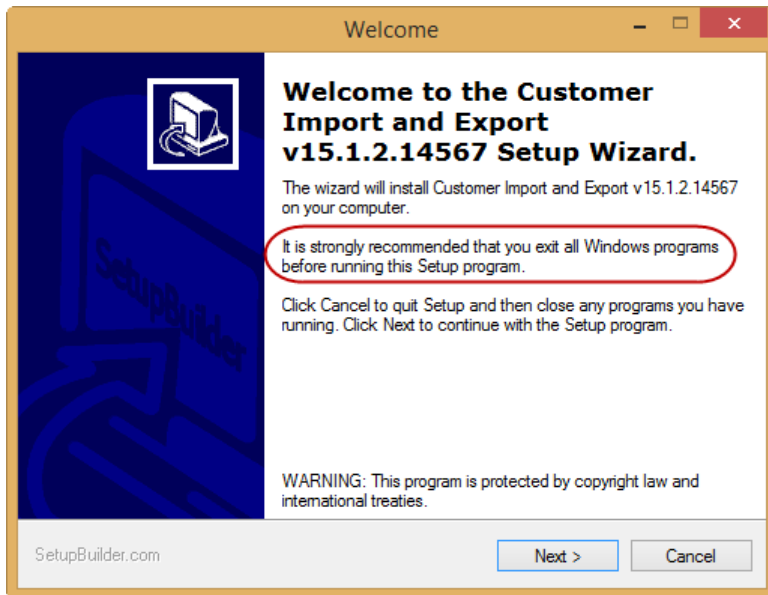 Welcome
Welcome to the Customer
Import and Export
v15.1.2.14567 Setup Wizard.
The wizard will install Customer Import and Export v15.1.2.14567
on your computer.
It is strongly recommended that you exit all Windows programs
before running this Setup program.
Click Cancel to quit Setup and then close any programs you have
running. Click Next to continue with the Setup program.
SetupBuilder
WARNING: This program is protected by copyright law and
international treaties.
SetupBuilder.com
Next >
Cancel